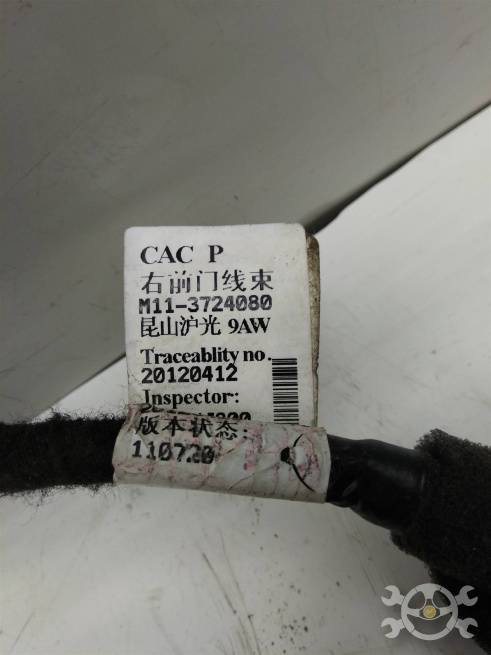 CAC P
右前门线束
M11-3724080
昆山沪光 9AW
Traceablity no.
20120412
Inspector:
版本状态:
110720